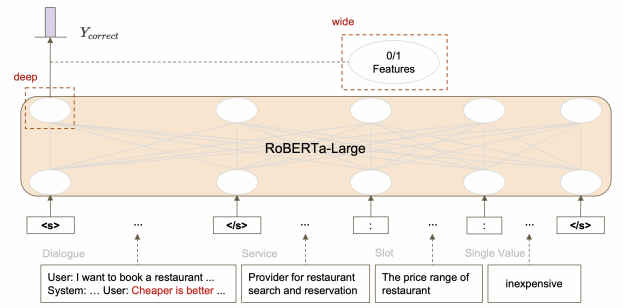 wide
Y_correct
0/1
Features
deep
RoBERTa-Large
<s> ... </s> ... : ... : ... </s>
Dialogue Service Slot Single Value
User: I want to book a restaurant ...
System: ... User: Cheaper is better ...
Provider for restaurant
search and reservation
The price range of
restaurant
inexpensive